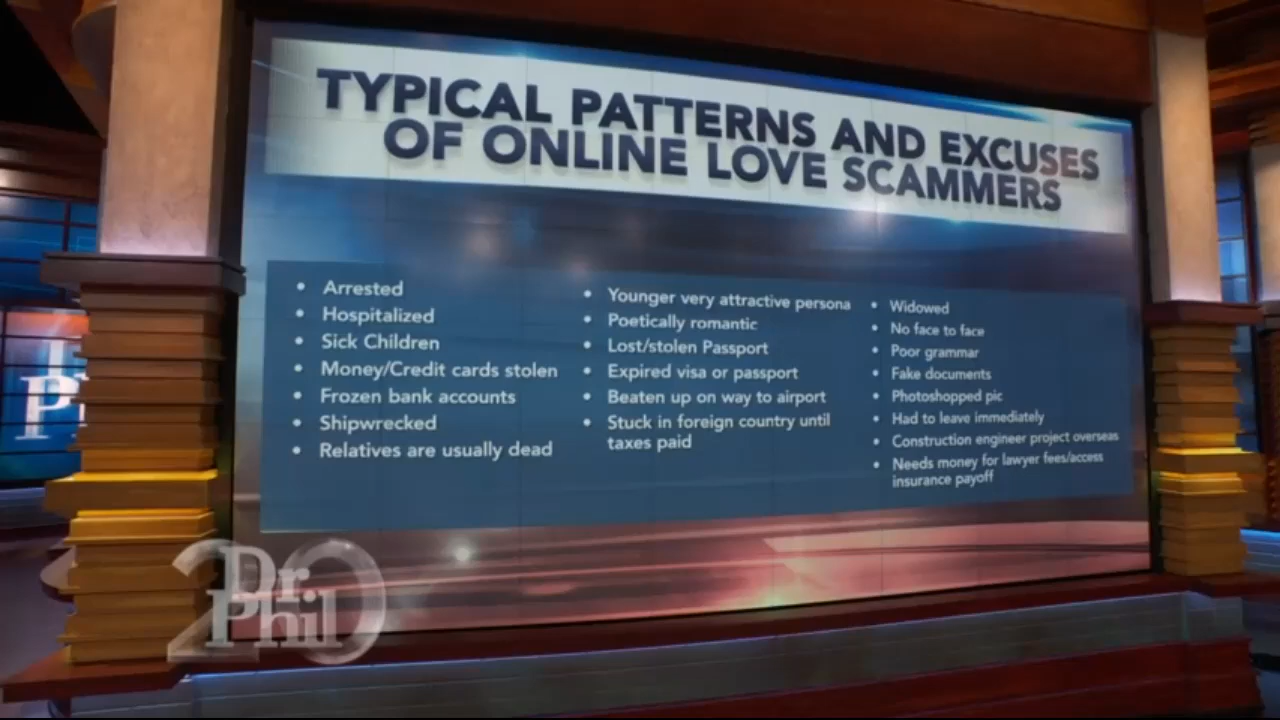 TYPICAL PATTERNS AND EXCUSES
OF ONLINE LOVE SCAMMERS
• Arrested
• Hospitalized
• Sick Children
• Money/Credit cards stolen
• Frozen bank accounts
• Shipwrecked
• Relatives are usually dead
• Younger very attractive persona
• Poetically romantic
• Lost/stolen Passport
• Expired visa or passport
• Beaten up on way to airport
• Stuck in foreign country until
taxes paid
• Widowed
• No face to face
• Poor grammar
• Fake documents
• Photoshopped pic
• Had to leave immediately
• Construction engineer project overseas
• Needs money for lawyer fees/access
insurance payoff
20
Dr.
Phil